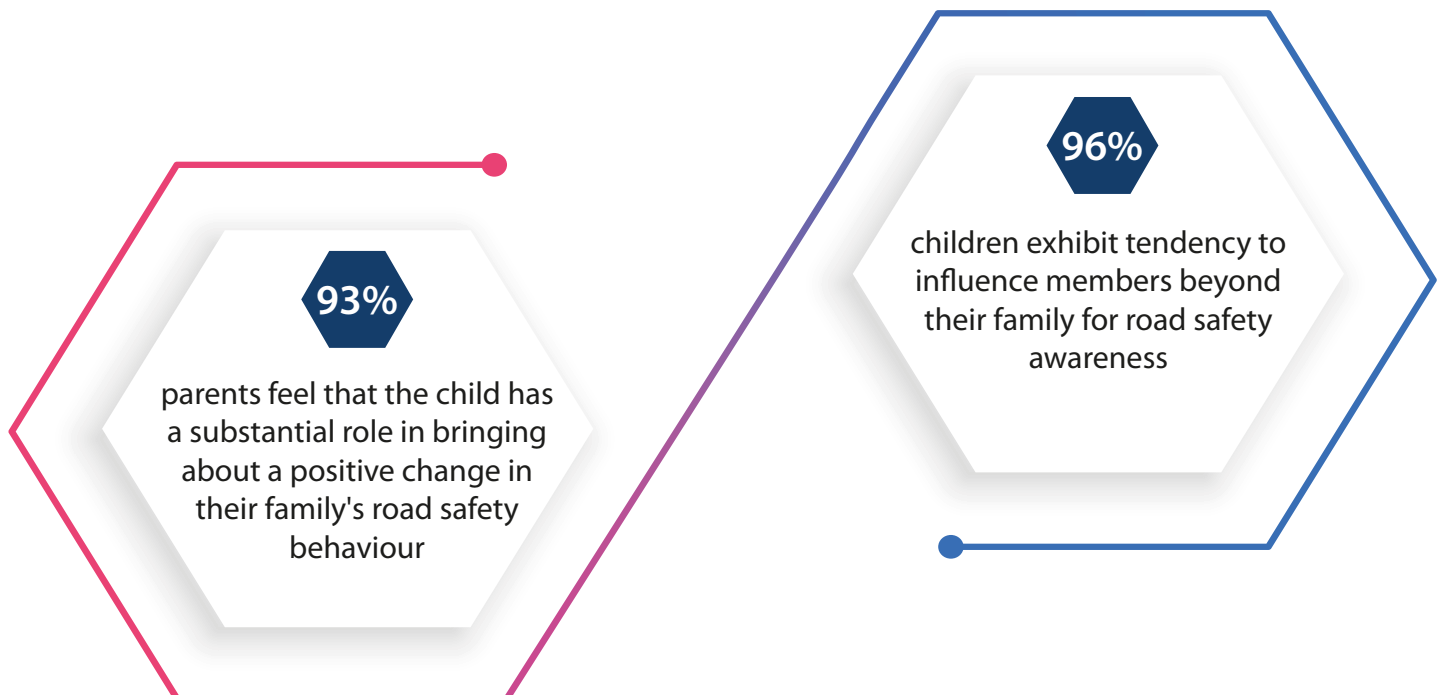 93%
parents feel that the child has
a substantial role in bringing
about a positive change in
their family's road safety
behaviour
96%
children exhibit tendency to
influence members beyond
their family for road safety
awareness